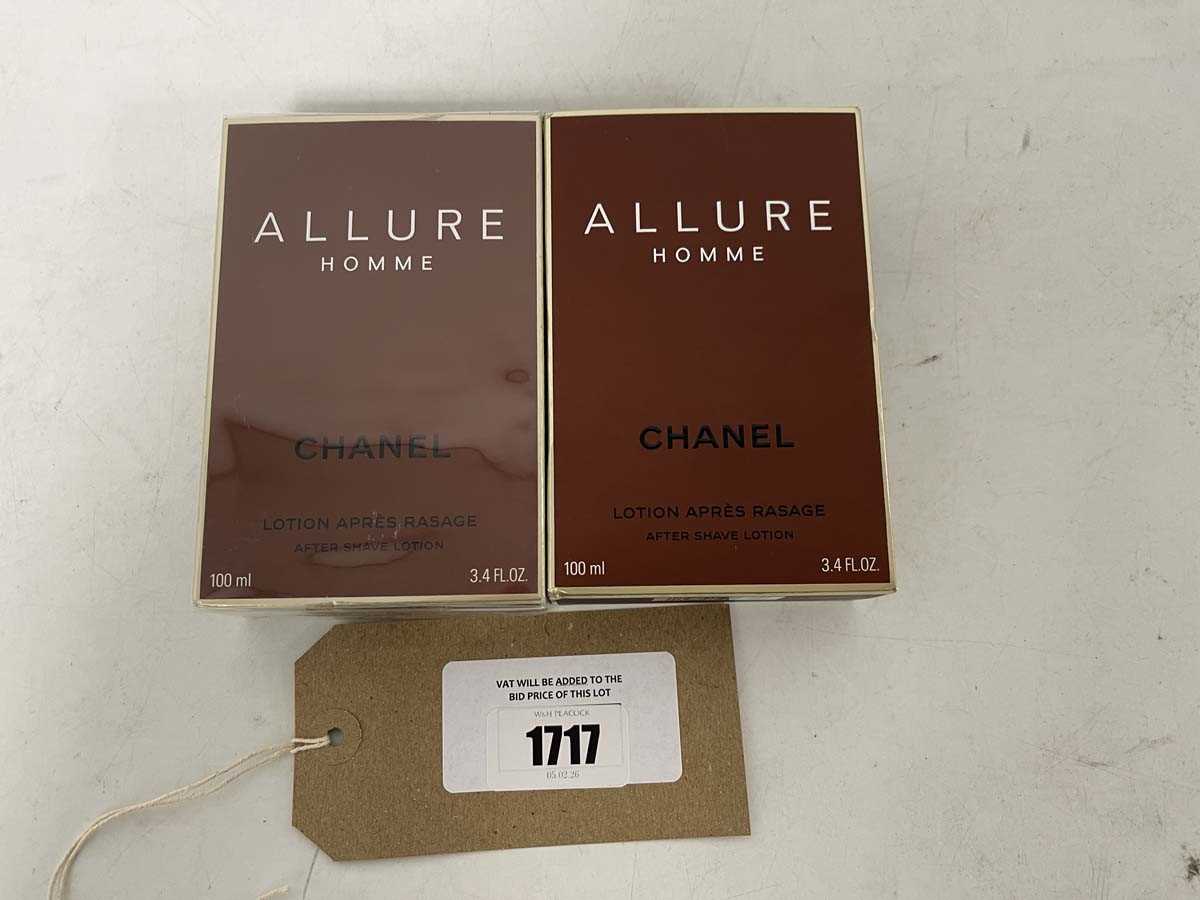 ALLURE
HOMME
CHANEL
LOTION APRÈS RASAGE
AFTER SHAVE LOTION
100 ml
3.4 FL.OZ.
ALLURE
HOMME
CHANEL
LOTION APRÈS RASAGE
AFTER SHAVE LOTION
100 ml
3.4 FL.OZ.
VAT WILL BE ADDED TO THE
BID PRICE OF THIS LOT
W&H PEACOCK
1717
05.02.26